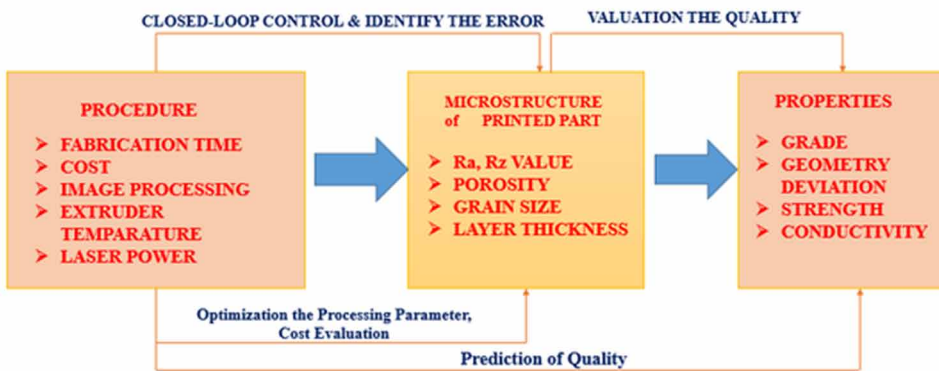 CLOSED-LOOP CONTROL & IDENTIFY THE ERROR
VALUATION THE QUALITY
PROCEDURE
➤ FABRICATION TIME
➤ COST
➤ IMAGE PROCESSING
➤ EXTRUDER
TEMPARATURE
➤ LASER POWER
MICROSTRUCTURE
of PRINTED PART
➤ Ra, Rz VALUE
➤ POROSITY
➤ GRAIN SIZE
➤ LAYER THICKNESS
PROPERTIES
➤ GRADE
➤ GEOMETRY
DEVIATION
➤ STRENGTH
➤ CONDUCTIVITY
Optimization the Processing Parameter,
Cost Evaluation
Prediction of Quality